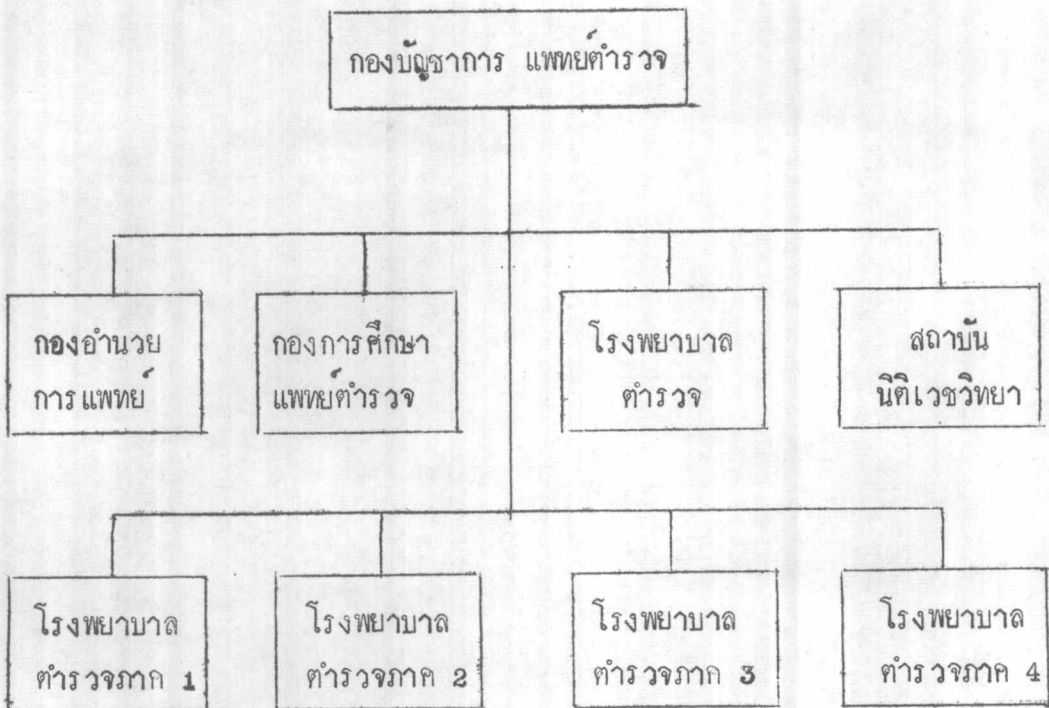 กองบัญชาการ แพทย์ตำรวจ
กองอำนวย
การแพทย์
กองการศึกษา
แพทย์ตำรวจ
โรงพยาบาล
ตำรวจ
สถาบัน
นิติเวชวิทยา
โรงพยาบาล
ตำรวจภาค 1
โรงพยาบาล
ตำรวจภาค 2
โรงพยาบาล
ตำรวจภาค 3
โรงพยาบาล
ตำรวจภาค 4